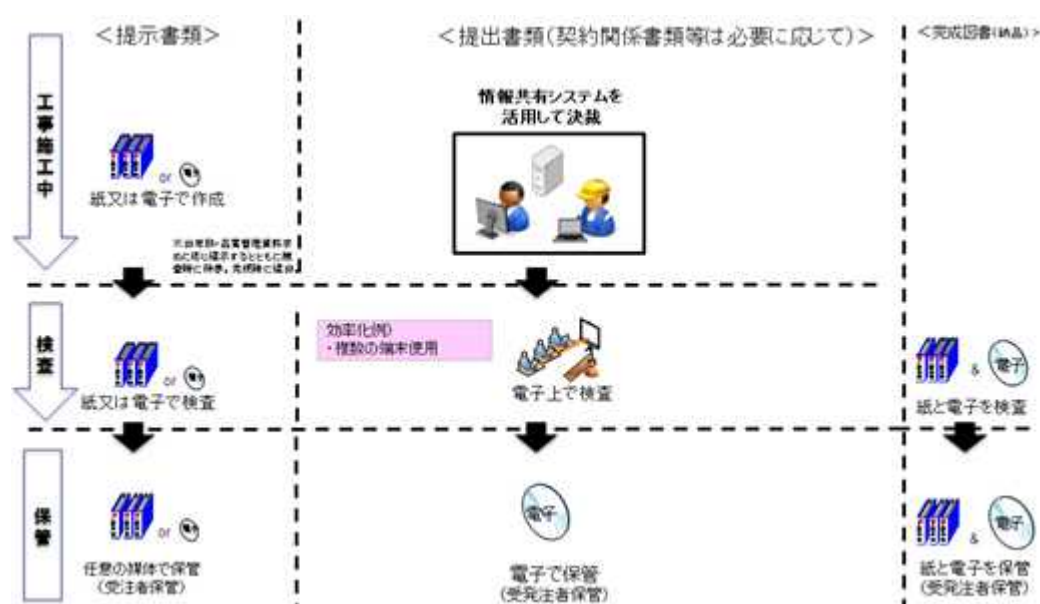 ＜提示書類＞
＜提出書類(契約関係書類等は必要に応じて)＞
＜完成図書(納品)＞
工事施工中
情報共有システムを
活用して決裁
or
紙又は電子で作成
検査
効率化例)
・複数の端末使用
or
紙又は電子で検査
電子上で検査
&
電子
紙と電子を検査
保管
or
任意の媒体で保管
(受注者保管)
電子
電子で保管
(受発注者保管)
&
電子
紙と電子を保管
(受発注者保管)